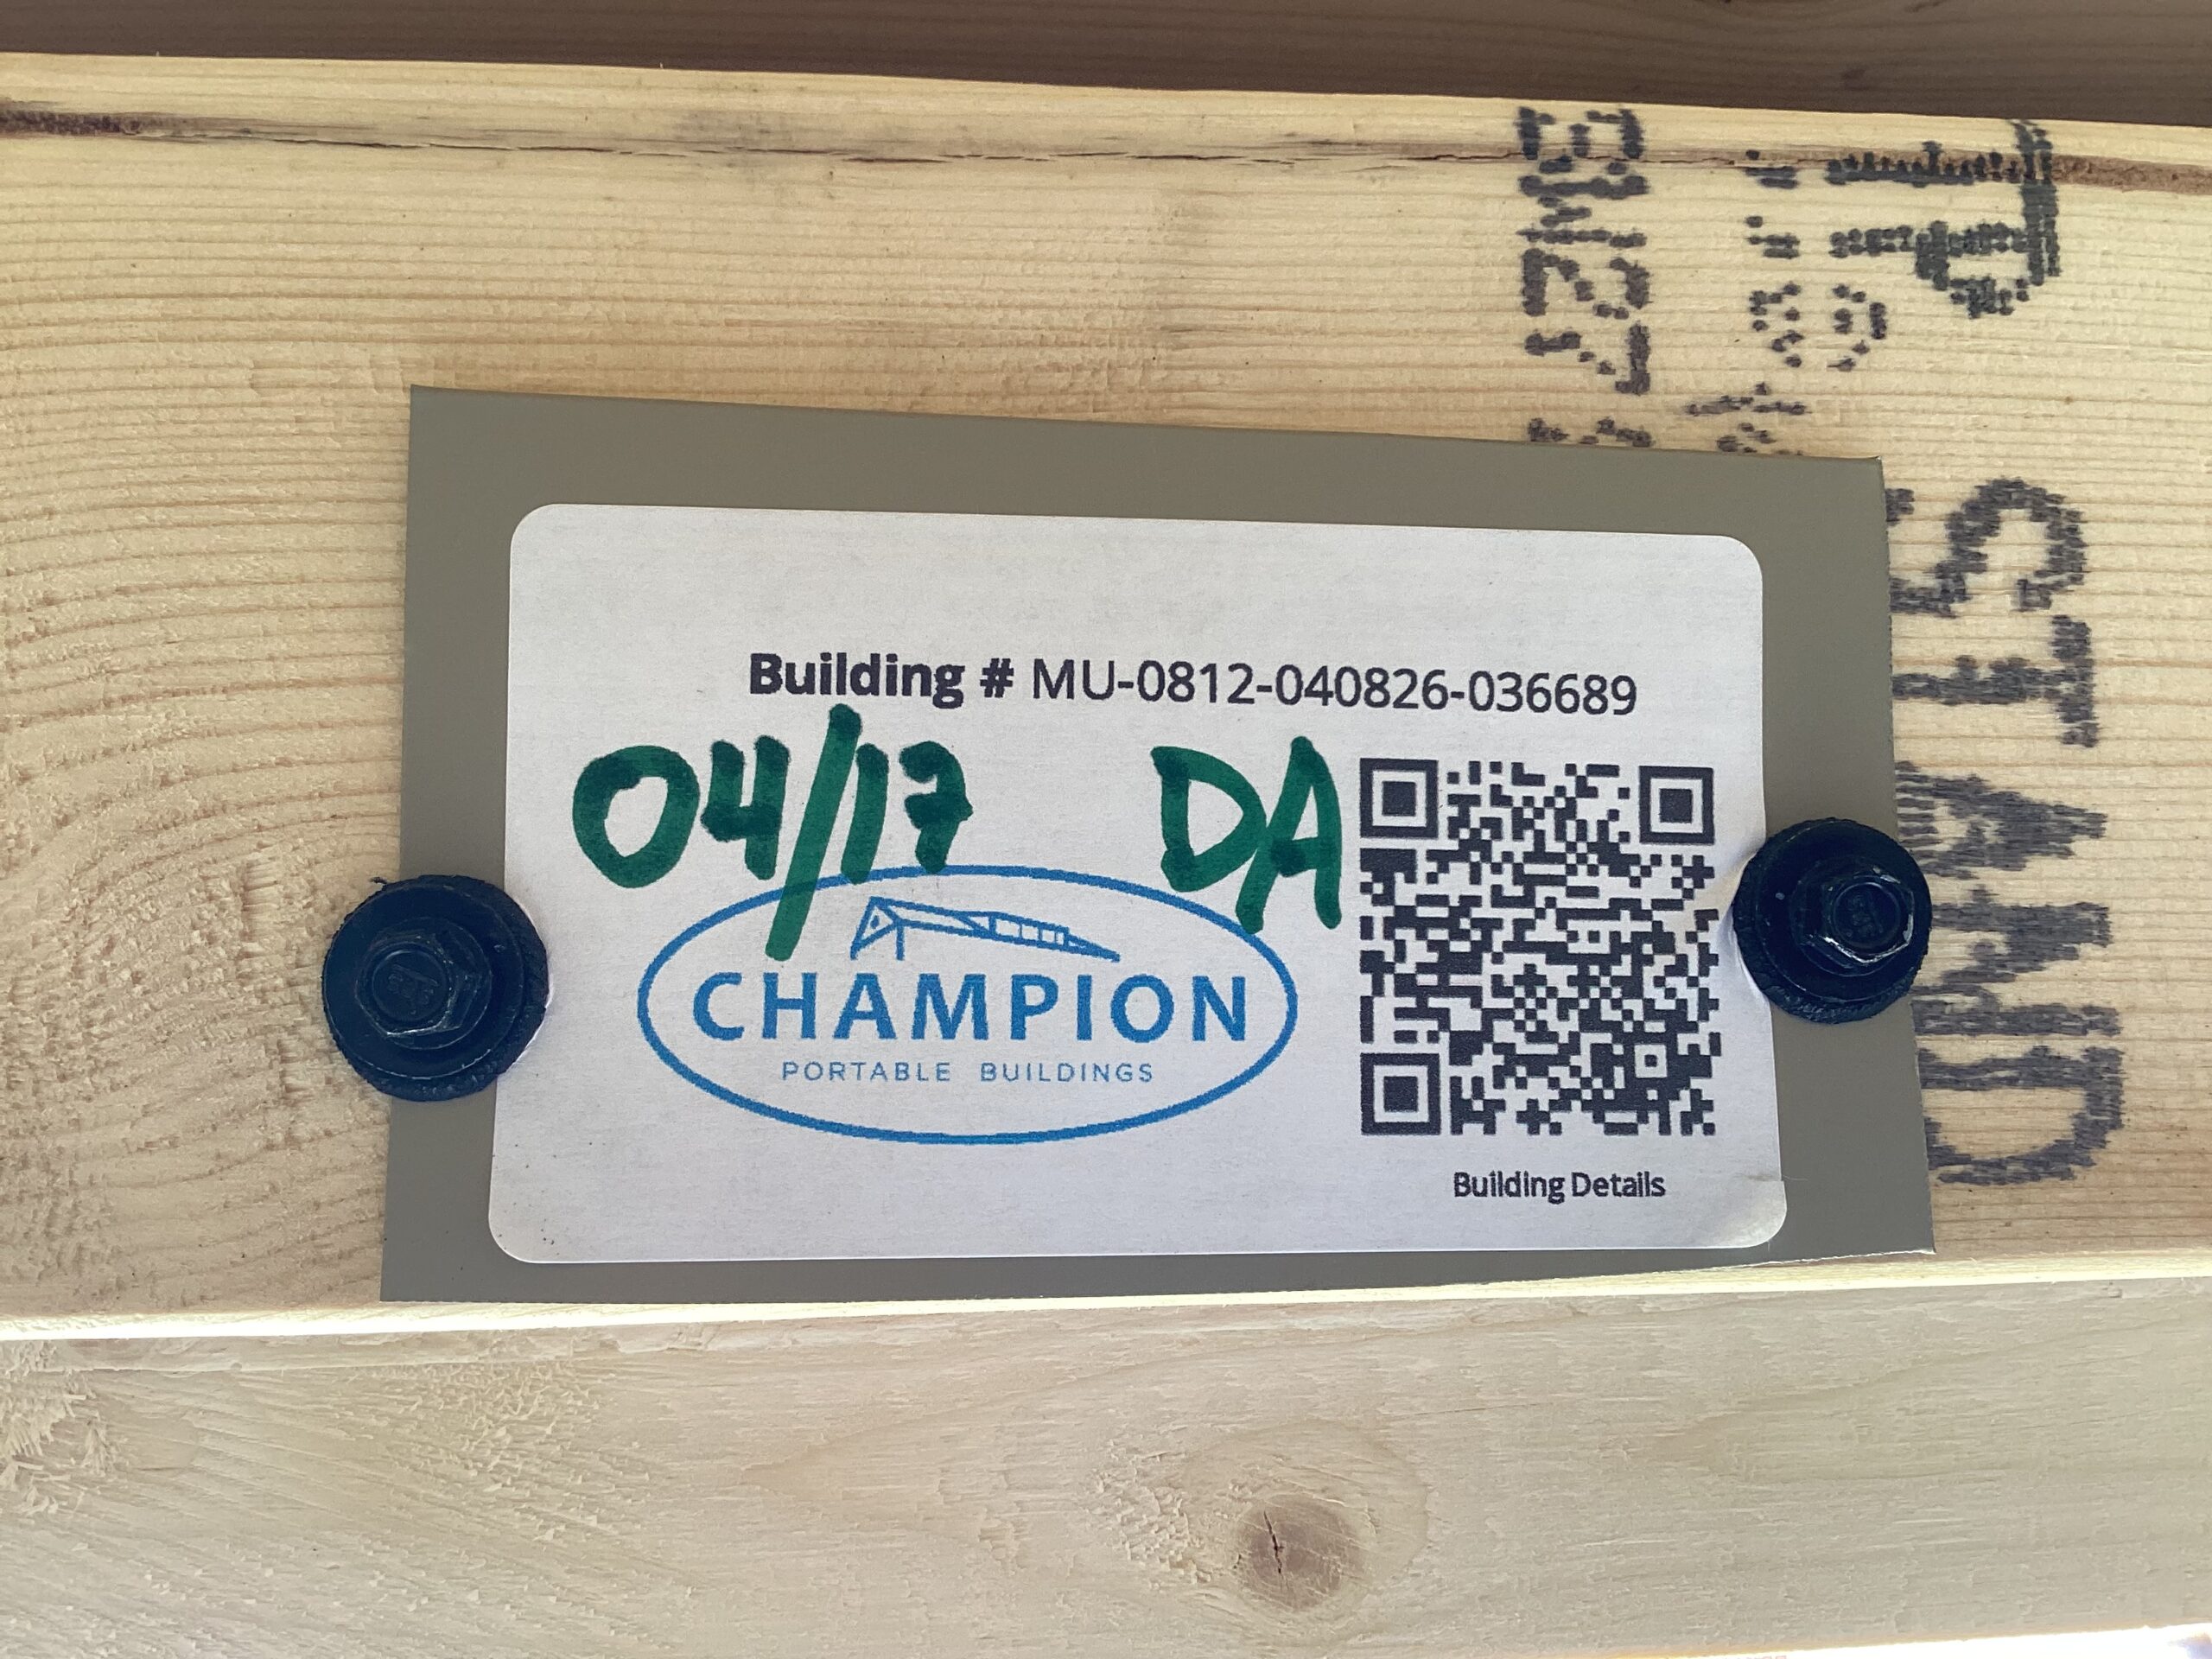 Building # MU-0812-040826-036689
04/17 DA
CHAMPION
PORTABLE BUILDINGS
Building Details